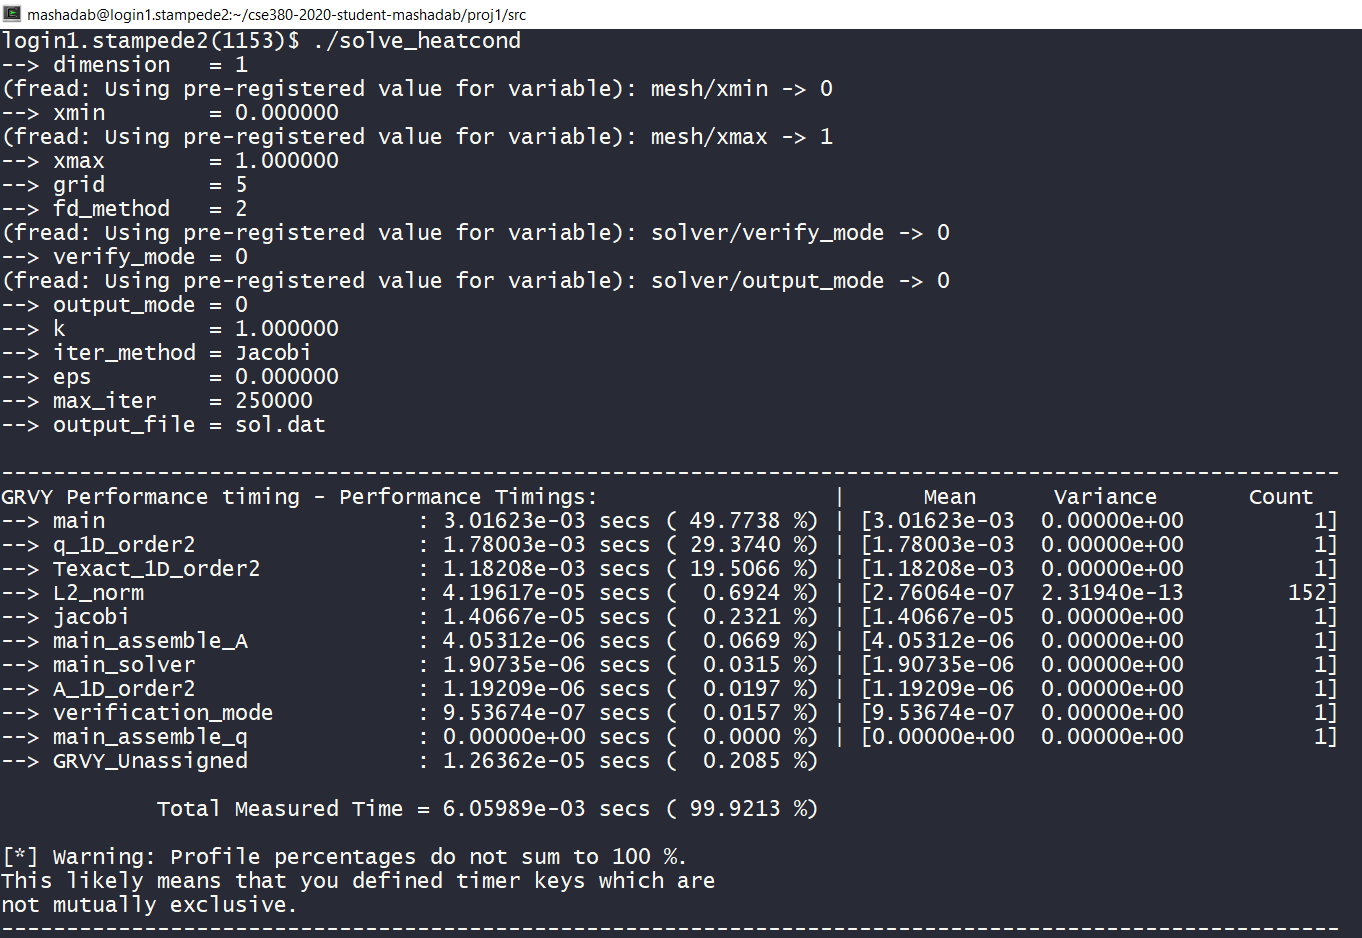 mashadab@login1.stampede2:~/cse380-2020-student-mashadab/proj1/src
login1.stampede2(1153)$ ./solve_heatcond
--> dimension   = 1
(fread: Using pre-registered value for variable): mesh/xmin -> 0
--> xmin        = 0.000000
(fread: Using pre-registered value for variable): mesh/xmax -> 1
--> xmax        = 1.000000
--> grid        = 5
--> fd_method   = 2
(fread: Using pre-registered value for variable): solver/verify_mode -> 0
--> verify_mode = 0
(fread: Using pre-registered value for variable): solver/output_mode -> 0
--> output_mode = 0
--> k           = 1.000000
--> iter_method = Jacobi
--> eps         = 0.000000
--> max_iter    = 250000
--> output_file = sol.dat
-------------------------------------------------------------------------------------------------------
GRVY Performance timing - Performance Timings:                  |      Mean      Variance       Count
--> main                        : 3.01623e-03 secs ( 49.7738 %) | [3.01623e-03  0.00000e+00          1]
--> q_1D_order2                 : 1.78003e-03 secs ( 29.3740 %) | [1.78003e-03  0.00000e+00          1]
--> Texact_1D_order2            : 1.18208e-03 secs ( 19.5066 %) | [1.18208e-03  0.00000e+00          1]
--> L2_norm                     : 4.19617e-05 secs (  0.6924 %) | [2.76064e-07  2.31940e-13        152]
--> jacobi                      : 1.40667e-05 secs (  0.2321 %) | [1.40667e-05  0.00000e+00          1]
--> main_assemble_A             : 4.05312e-06 secs (  0.0669 %) | [4.05312e-06  0.00000e+00          1]
--> main_solver                 : 1.90735e-06 secs (  0.0315 %) | [1.90735e-06  0.00000e+00          1]
--> A_1D_order2                 : 1.19209e-06 secs (  0.0197 %) | [1.19209e-06  0.00000e+00          1]
--> verification_mode           : 9.53674e-07 secs (  0.0157 %) | [9.53674e-07  0.00000e+00          1]
--> main_assemble_q             : 0.00000e+00 secs (  0.0000 %) | [0.00000e+00  0.00000e+00          1]
--> GRVY_Unassigned             : 1.26362e-05 secs (  0.2085 %)
Total Measured Time = 6.05989e-03 secs ( 99.9213 %)
[*] Warning: Profile percentages do not sum to 100 %.
This likely means that you defined timer keys which are
not mutually exclusive.
-------------------------------------------------------------------------------------------------------